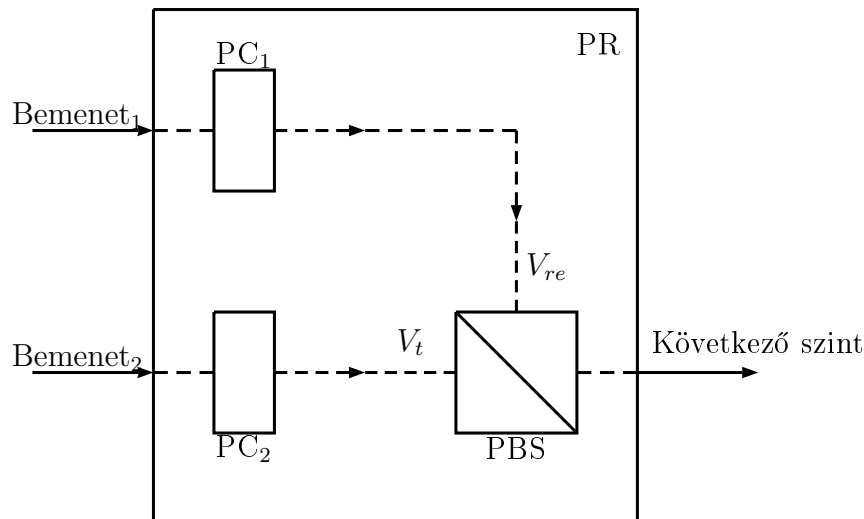 PR
PC₁
Bemenet₁
V_re
V_t
Következő szint
Bemenet₂
PC₂
PBS